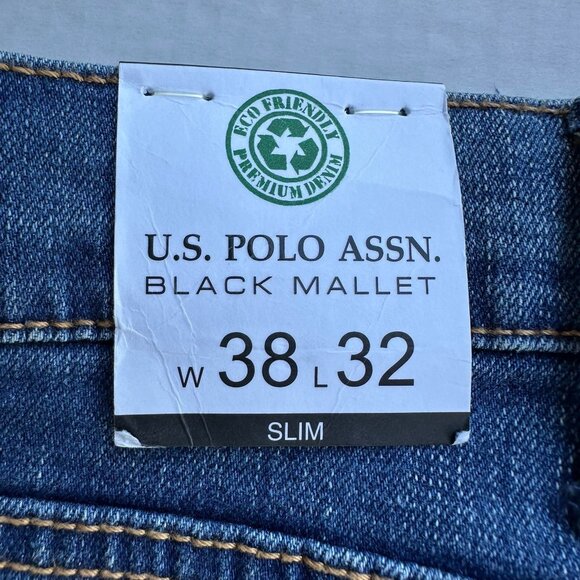 ECO FRIENDLY
PREMIUM DENIM
U.S. POLO ASSN.
BLACK MALLET
W 38 L 32
SLIM